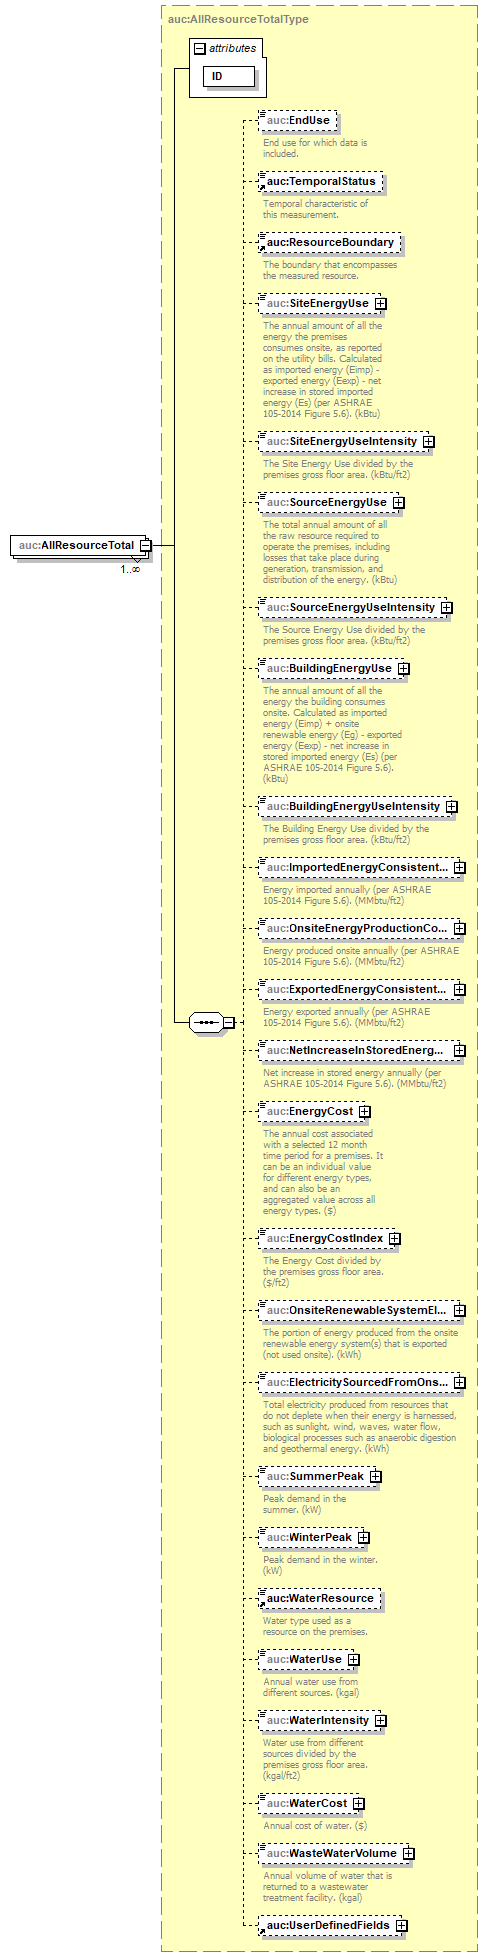 auc:AllResourceTotalType
attributes
ID
auc:EndUse
End use for which data is
included.
auc:TemporalStatus
Temporal characteristic of
this measurement.
auc:ResourceBoundary
The boundary that encompasses
the measured resource.
auc:SiteEnergyUse
The annual amount of all the
energy the premises
consumes onsite, as reported
on the utility bills. Calculated
as imported energy (Eimp) -
exported energy (Eexp) - net
increase in stored imported
energy (Es) (per ASHRAE
105-2014 Figure 5.6). (kBtu)
auc:SiteEnergyUseIntensity
The Site Energy Use divided by the
premises gross floor area. (kBtu/ft2)
auc:SourceEnergyUse
The total annual amount of all
the raw resource required to
operate the premises, including
losses that take place during
generation, transmission, and
distribution of the energy. (kBtu)
auc:AllResourceTotal
1..∞
auc:SourceEnergyUseIntensity
The Source Energy Use divided by the
premises gross floor area. (kBtu/ft2)
auc:BuildingEnergyUse
The annual amount of all the
energy the building consumes
onsite. Calculated as imported
energy (Eimp) + onsite
renewable energy (Eg) - exported
energy (Eexp) - net increase in
stored imported energy (Es) (per
ASHRAE 105-2014 Figure 5.6).
(kBtu)
auc:BuildingEnergyUseIntensity
The Building Energy Use divided by the
premises gross floor area. (kBtu/ft2)
auc:ImportedEnergyConsistent...
Energy imported annually (per ASHRAE
105-2014 Figure 5.6). (MMbtu/ft2)
auc:OnsiteEnergyProductionCo...
Energy produced onsite annually (per ASHRAE
105-2014 Figure 5.6). (MMbtu/ft2)
auc:ExportedEnergyConsistent...
Energy exported annually (per ASHRAE
105-2014 Figure 5.6). (MMbtu/ft2)
auc:NetIncreaseInStoredEnerg...
Net increase in stored energy annually (per
ASHRAE 105-2014 Figure 5.6). (MMbtu/ft2)
auc:EnergyCost
The annual cost associated
with a selected 12 month
time period for a premises. It
can be an individual value
for different energy types,
and can also be an
aggregated value across all
energy types. ($)
auc:EnergyCostIndex
The Energy Cost divided by
the premises gross floor area.
($/ft2)
auc:OnsiteRenewableSystemEl...
The portion of energy produced from the onsite
renewable energy system(s) that is exported
(not used onsite). (kWh)
auc:ElectricitySourcedFromOns...
Total electricity produced from resources that
do not deplete when their energy is harnessed,
such as sunlight, wind, waves, water flow,
biological processes such as anaerobic digestion
and geothermal energy. (kWh)
auc:SummerPeak
Peak demand in the
summer. (kW)
auc:WinterPeak
Peak demand in the winter.
(kW)
auc:WaterResource
Water type used as a
resource on the premises.
auc:WaterUse
Annual water use from
different sources. (kgal)
auc:WaterIntensity
Water use from different
sources divided by the
premises gross floor area.
(kgal/ft2)
auc:WaterCost
Annual cost of water. ($)
auc:WasteWaterVolume
Annual volume of water that is
returned to a wastewater
treatment facility. (kgal)
auc:UserDefinedFields